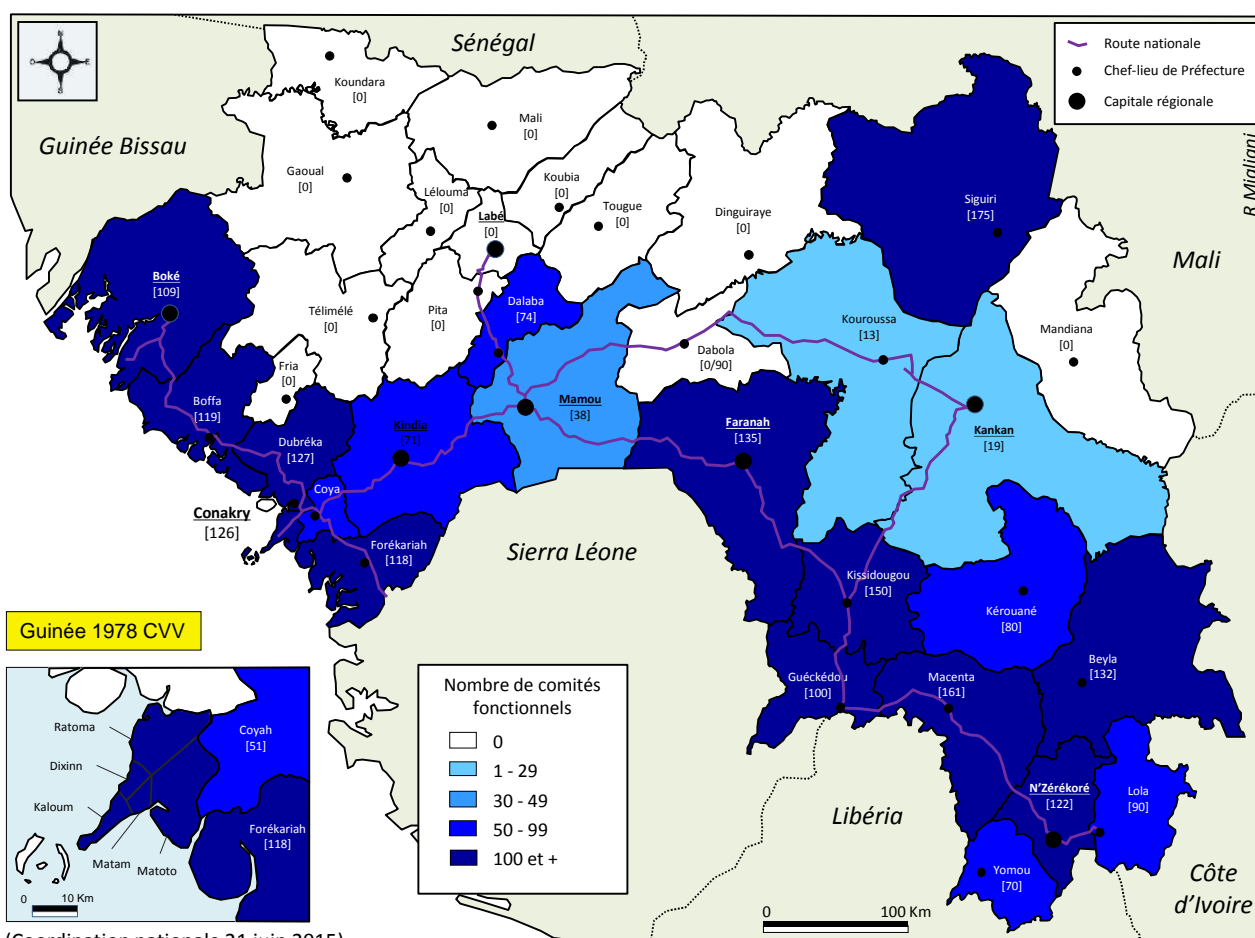 Sénégal
Route nationale
Chef-lieu de Préfecture
Capitale régionale
R Migliani
Koundara
[0]
Mali
[0]
Guinée Bissau
Gaoual
[0]
Lélouma
[0]
Koubia
[0]
Tougue
[0]
Dinguiraye
[0]
Labé
[0]
Siguiri
[175]
Mali
Boké
[109]
Télimélé
[0]
Pita
[0]
Dalaba
[74]
Kouroussa
[13]
Mandiana
[0]
Dabola
[0/90]
Fria
[0]
Boffa
[119]
Mamou
[38]
Kindia
[71]
Faranah
[135]
Kankan
[19]
Dubréka
[127]
Coya
Conakry
[126]
Forékariah
[118]
Sierra Léone
Kissidougou
[150]
Kérouané
[80]
Guinée 1978 CVV
Beyla
[132]
Guéckédou
[100]
Macenta
[161]
N'Zérékoré
[122]
Lola
[90]
Libéria
Yomou
[70]
Côte
d'Ivoire
Nombre de comités
fonctionnels
0
1 - 29
30 - 49
50 - 99
100 et +
Ratoma
Dixinn
Kaloum
Matam
Matoto
Coyah
[51]
Forékariah
[118]
0 10 Km
0 100 Km
(Coordination nationale 21 juin 2015)